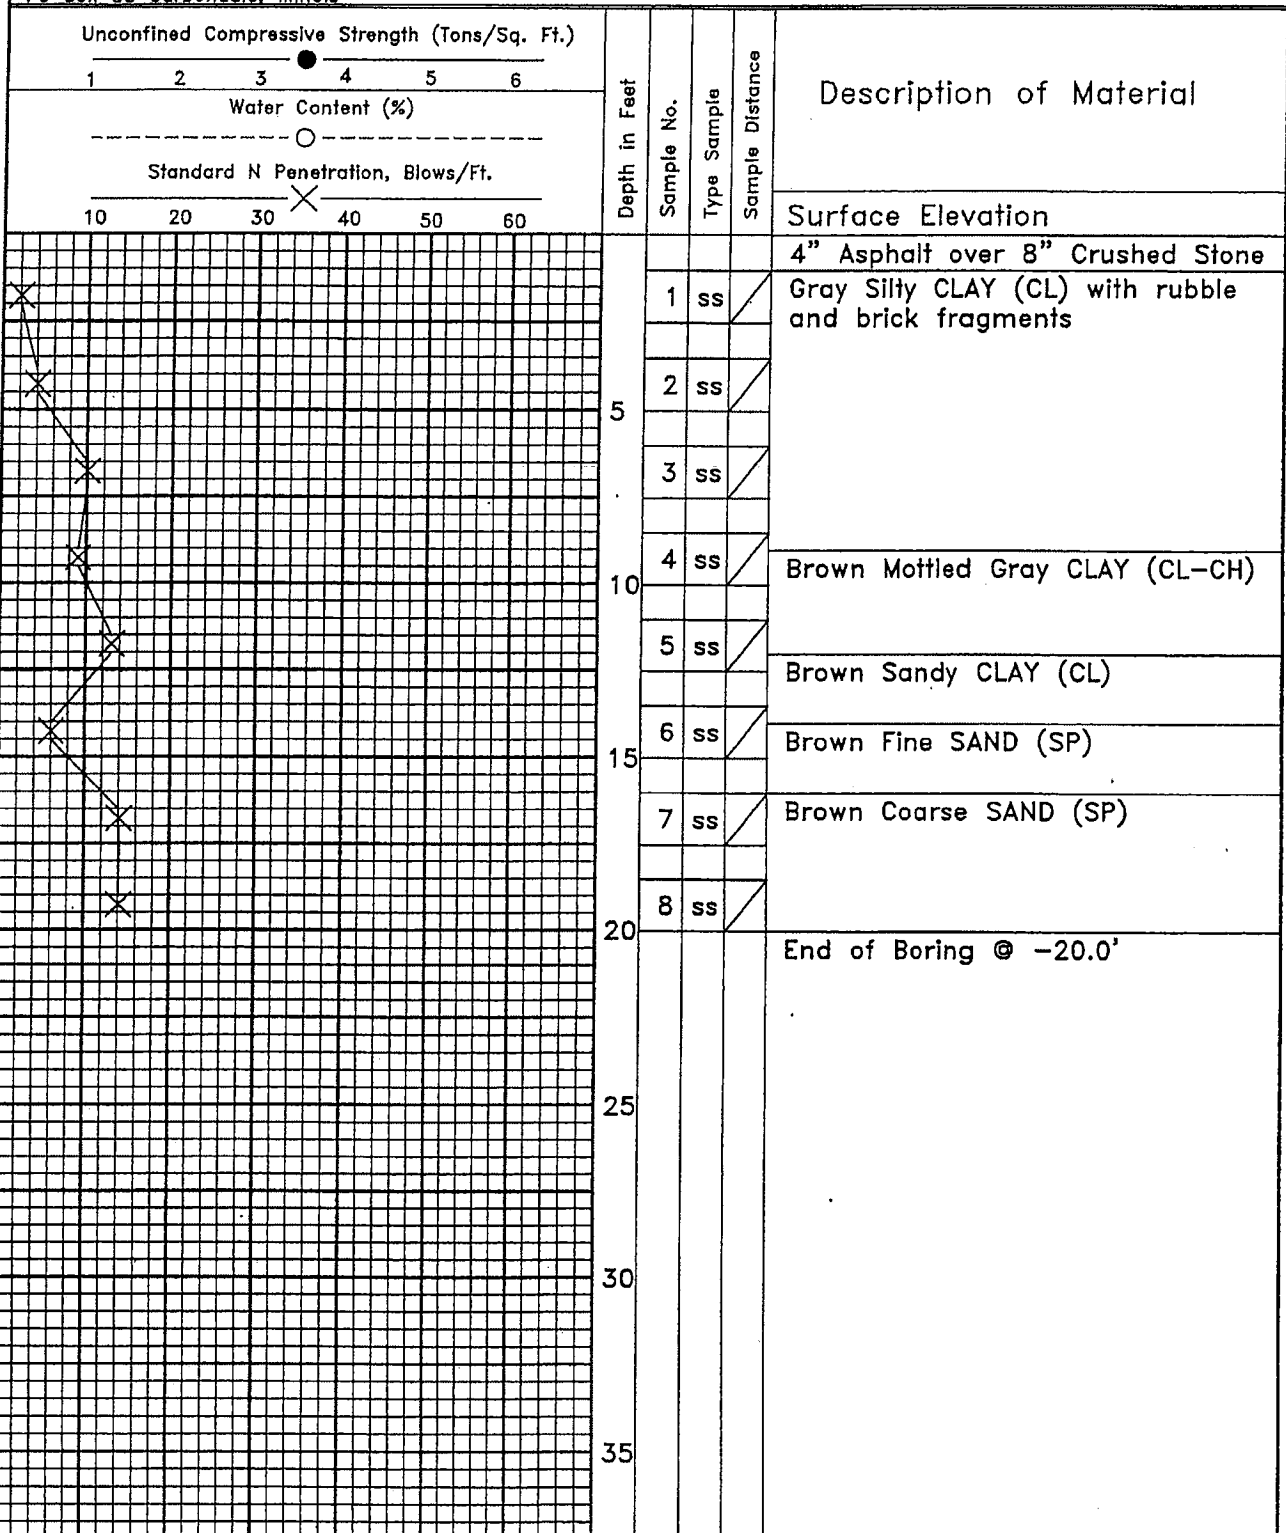 Unconfined Compressive Strength (Tons/Sq. Ft.)
1 2 3 4 5 6
Water Content (%)
Standard N Penetration, Blows/Ft.
10 20 30 40 50 60
Depth in Feet
Sample No.
Type Sample
Sample Distance
Description of Material
Surface Elevation
4" Asphalt over 8" Crushed Stone
1 ss Gray Silty CLAY (CL) with rubble
and brick fragments
2 ss
5
3 ss
4 ss Brown Mottled Gray CLAY (CL-CH)
10
5 ss
Brown Sandy CLAY (CL)
6 ss Brown Fine SAND (SP)
15
7 ss Brown Coarse SAND (SP)
8 ss
20
End of Boring @ -20.0'
25
30
35